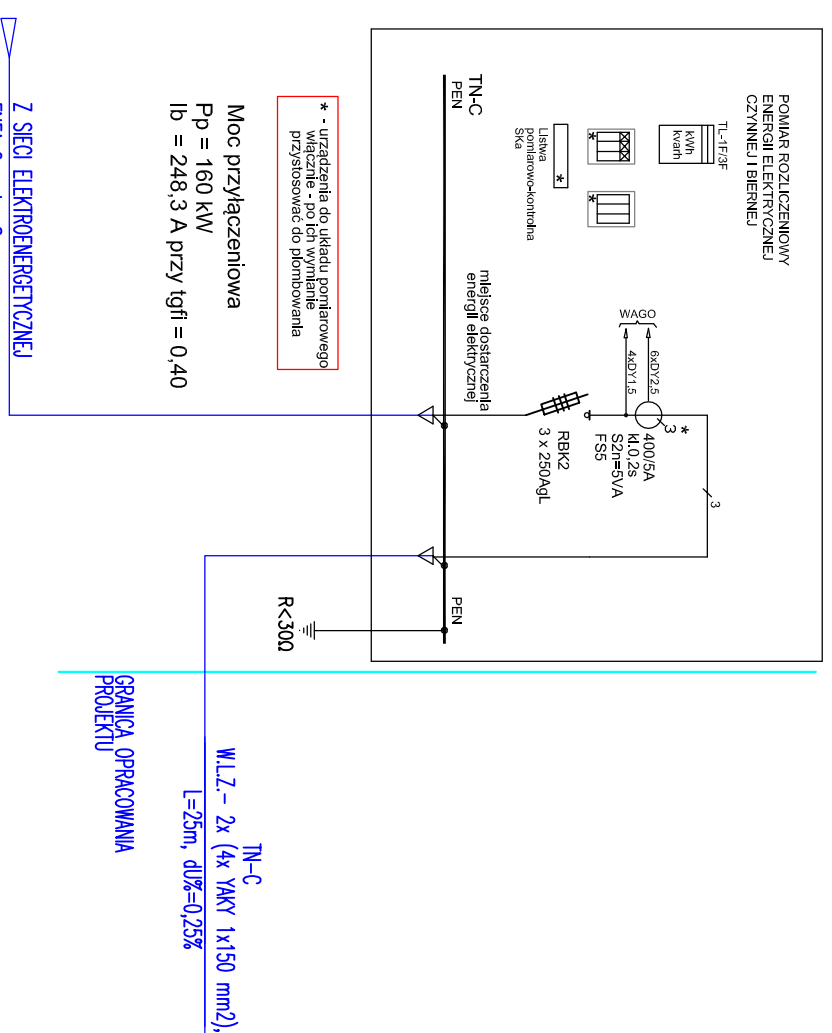 POMIAR ROZLICZENIOWY
ENERGII ELEKTRYCZNEJ
CZYNNEJ I BIERNEJ
TL-1F/3F
kWh
kvarh
*
*
Listwa
pomiarowo-kontrolna
SKa
*
WAGO
6xDY2,5
4xDY1,5
3
*
400/5A
kl.0,2s
S2n=5VA
FS5
3
RBK2
3 x 250AgL
miejsce dostarczenia
energii elektrycznej
TN-C
PEN
PEN
R<30Ω
* - urządzenia do układu pomiarowego
włącznie - po ich wymianie
przystosować do plombowania
Moc przyłączeniowa
Pp = 160 kW
Ib = 248,3 A przy tgfi = 0,40
Z SIECI ELEKTROENERGETYCZNEJ
GRANICA OPRACOWANIA
PROJEKTU
TN-C
W.L.Z.- 2x (4x YAKY 1x150 mm2),
L=25m, dU%=0,25%